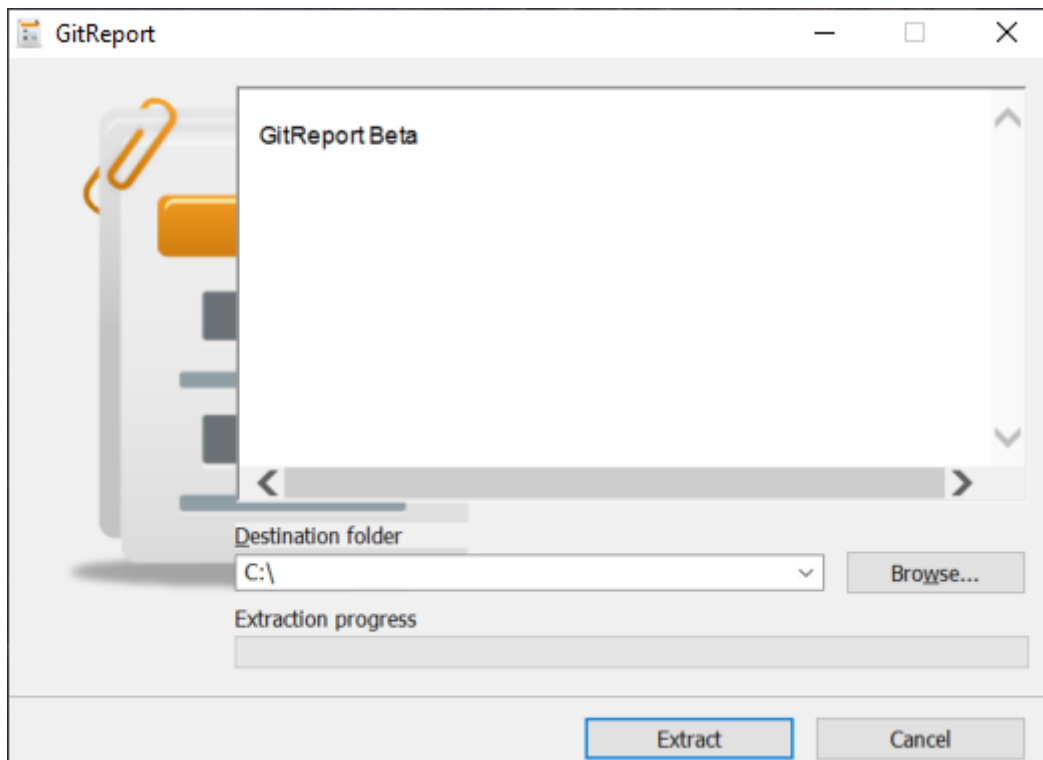 GitReport
GitReport Beta
Destination folder
C:\
Browse...
Extraction progress
Extract
Cancel